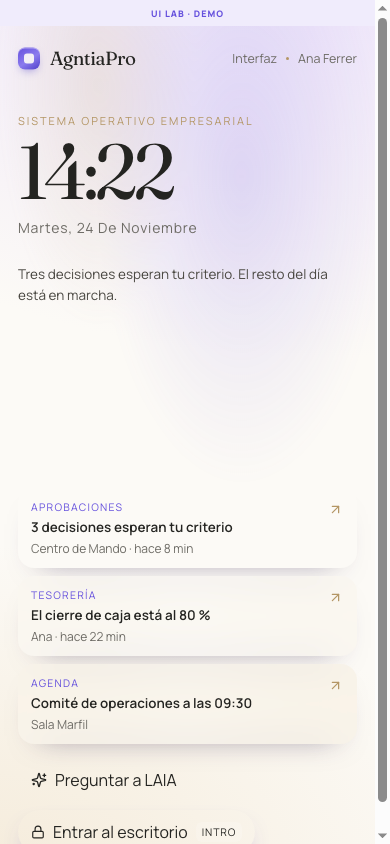 UI LAB · DEMO
AgntiaPro
Interfaz • Ana Ferrer
SISTEMA OPERATIVO EMPRESARIAL
14:22
Martes, 24 De Noviembre
Tres decisiones esperan tu criterio. El resto del día
está en marcha.
APROBACIONES
3 decisiones esperan tu criterio
Centro de Mando · hace 8 min
TESORERÍA
El cierre de caja está al 80 %
Ana · hace 22 min
AGENDA
Comité de operaciones a las 09:30
Sala Marfil
Preguntar a LAIA
Entrar al escritorio INTRO